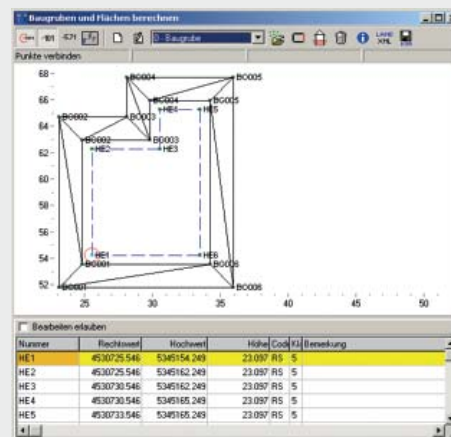 Baugruben und Flächen berechnen
0 - Baugrube
Punkte verbinden
68
66
64
62
60
58
56
54
52
25
30
35
40
45
50
BO004
BO005
BO004
BO005
HE4
HE5
BO002
BO003
BO002
BO003
HE2
HE3
HE1
HE6
BO001
BO006
BO001
BO006
Bearbeiten erlauben
Nummer Rechtswert Hochwert Höhe Code Bemerkung
HE1 4530725.546 5345154.249 23.097 RS 5
HE2 4530725.546 5345162.249 23.097 RS 5
HE3 4530730.546 5345162.249 23.097 RS 5
HE4 4530730.546 5345165.249 23.097 RS 5
HE5 4530733.546 5345165.249 23.097 RS 5